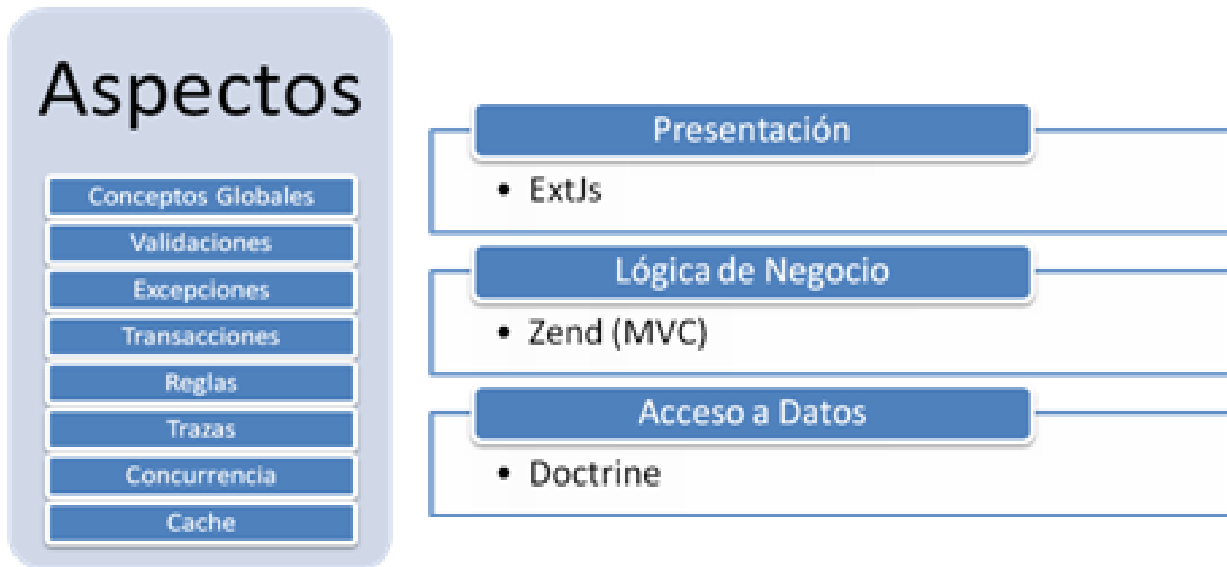 Aspectos
Conceptos Globales
Validaciones
Excepciones
Transacciones
Reglas
Trazas
Concurrencia
Cache
Presentación
• ExtJs
Lógica de Negocio
• Zend (MVC)
Acceso a Datos
• Doctrine